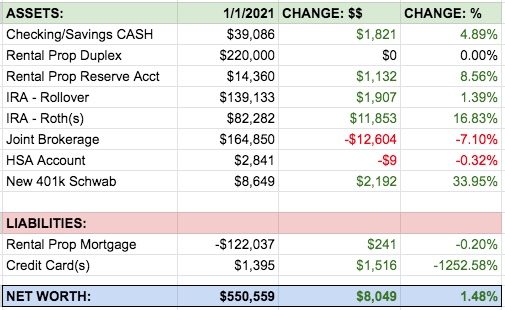 ASSETS: 1/1/2021 CHANGE: $$ CHANGE: %
Checking/Savings CASH $39,086 $1,821 4.89%
Rental Prop Duplex $220,000 $0 0.00%
Rental Prop Reserve Acct $14,360 $1,132 8.56%
IRA - Rollover $139,133 $1,907 1.39%
IRA - Roth(s) $82,282 $11,853 16.83%
Joint Brokerage $164,850 -$12,604 -7.10%
HSA Account $2,841 -$9 -0.32%
New 401k Schwab $8,649 $2,192 33.95%
LIABILITIES:
Rental Prop Mortgage -$122,037 $241 -0.20%
Credit Card(s) $1,395 $1,516 -1252.58%
NET WORTH: $550,559 $8,049 1.48%